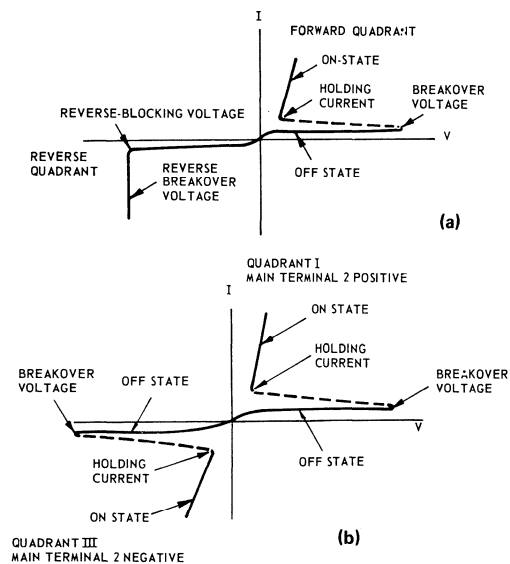 I
FORWARD QUADRANT
ON-STATE
HOLDING
CURRENT
BREAKOVER
VOLTAGE
REVERSE-BLOCKING VOLTAGE
V
REVERSE
QUADRANT
REVERSE
BREAKOVER
VOLTAGE
OFF STATE
(a)
QUADRANT I
MAIN TERMINAL 2 POSITIVE
I
ON STATE
HOLDING
CURRENT
BREAKOVER
VOLTAGE
BREAKOVER
VOLTAGE
OFF STATE
V
HOLDING
CURRENT
OFF STATE
ON STATE
(b)
QUADRANT III
MAIN TERMINAL 2 NEGATIVE